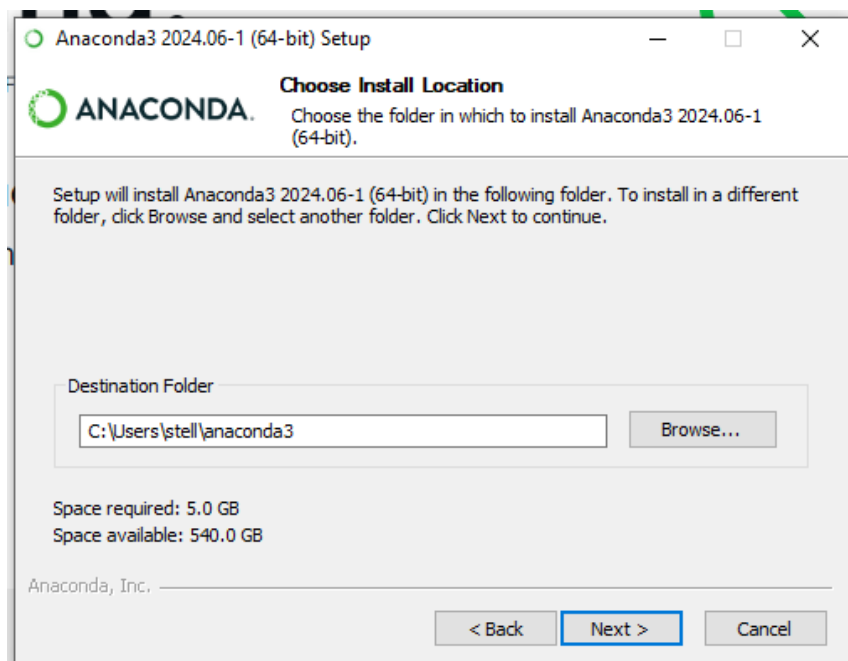 Anaconda3 2024.06-1 (64-bit) Setup
ANACONDA.
Choose Install Location
Choose the folder in which to install Anaconda3 2024.06-1
(64-bit).
Setup will install Anaconda3 2024.06-1 (64-bit) in the following folder. To install in a different
folder, click Browse and select another folder. Click Next to continue.
Destination Folder
C:\Users\stell\anaconda3
Browse...
Space required: 5.0 GB
Space available: 540.0 GB
Anaconda, Inc.
< Back
Next >
Cancel